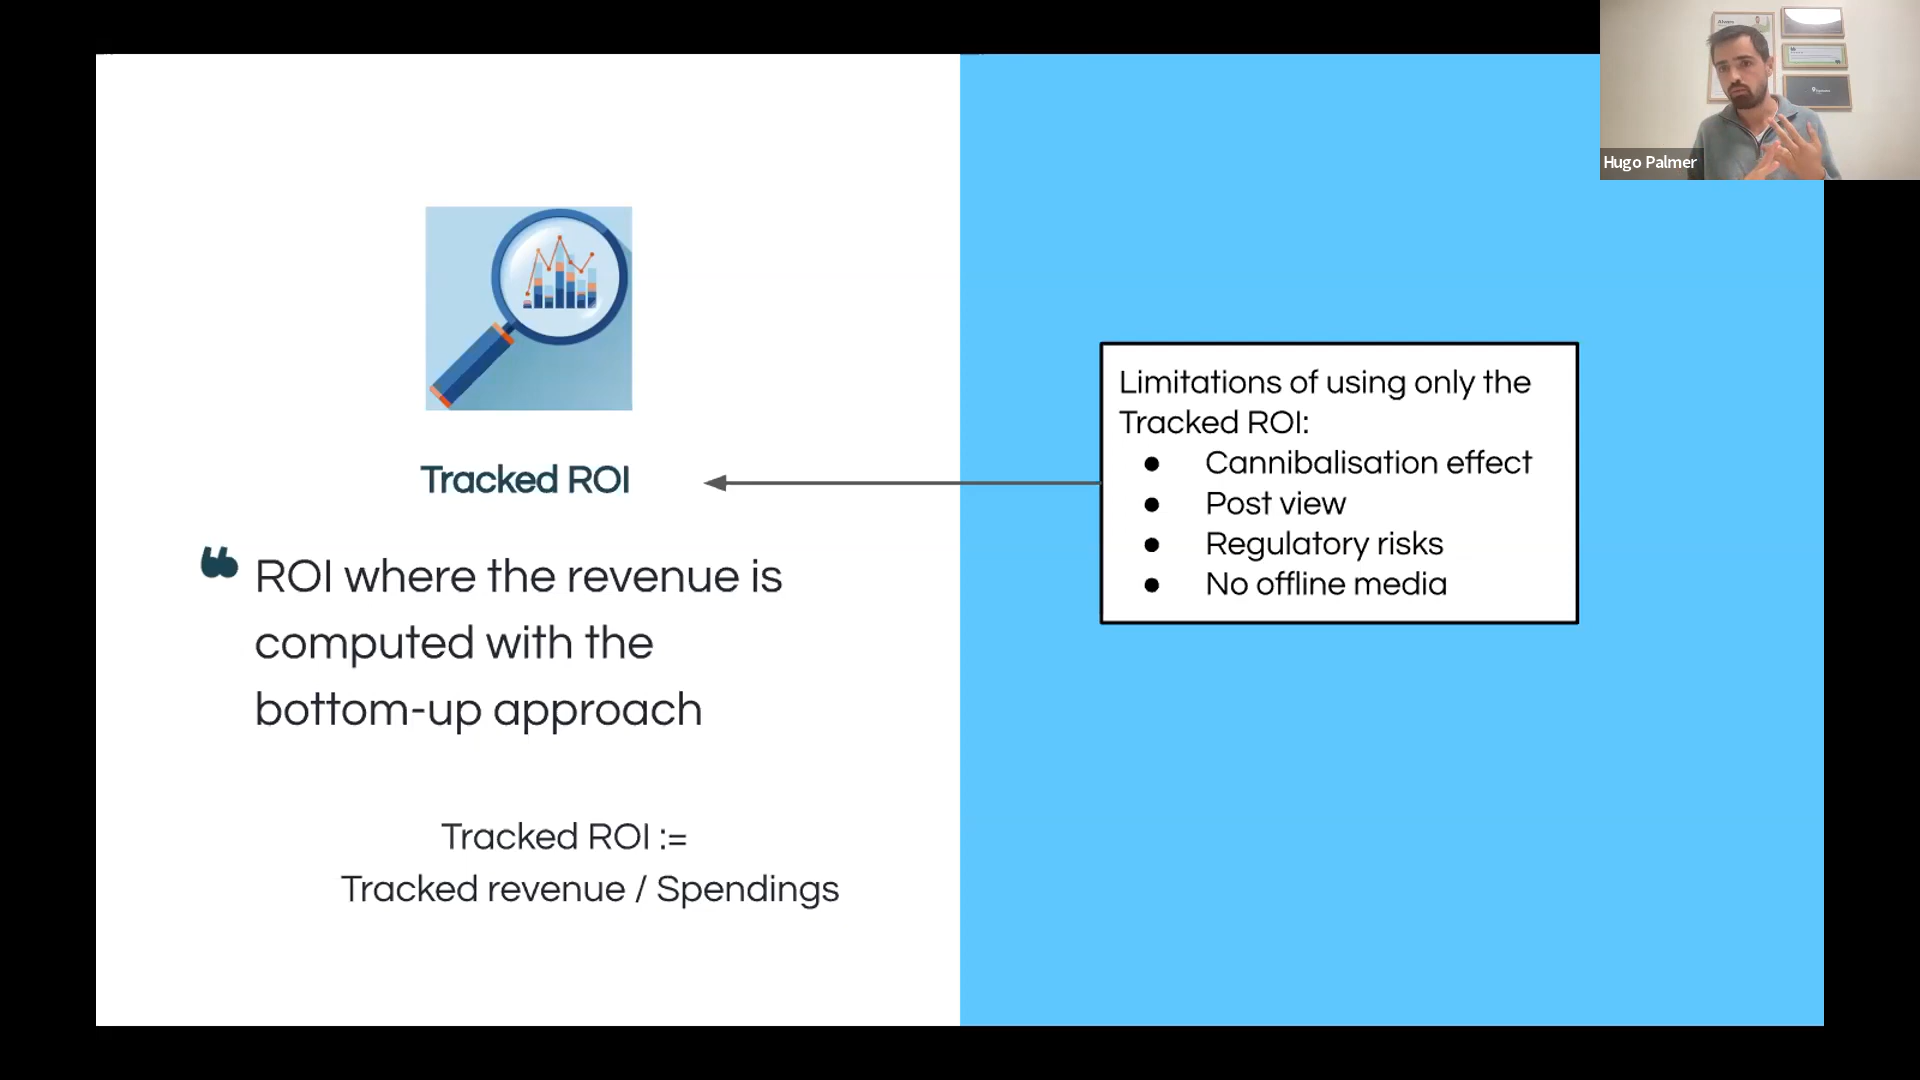 Hugo Palmer
Tracked ROI
❝ ROI where the revenue is
computed with the
bottom-up approach
Tracked ROI :=
Tracked revenue / Spendings
Limitations of using only the
Tracked ROI:
● Cannibalisation effect
● Post view
● Regulatory risks
● No offline media